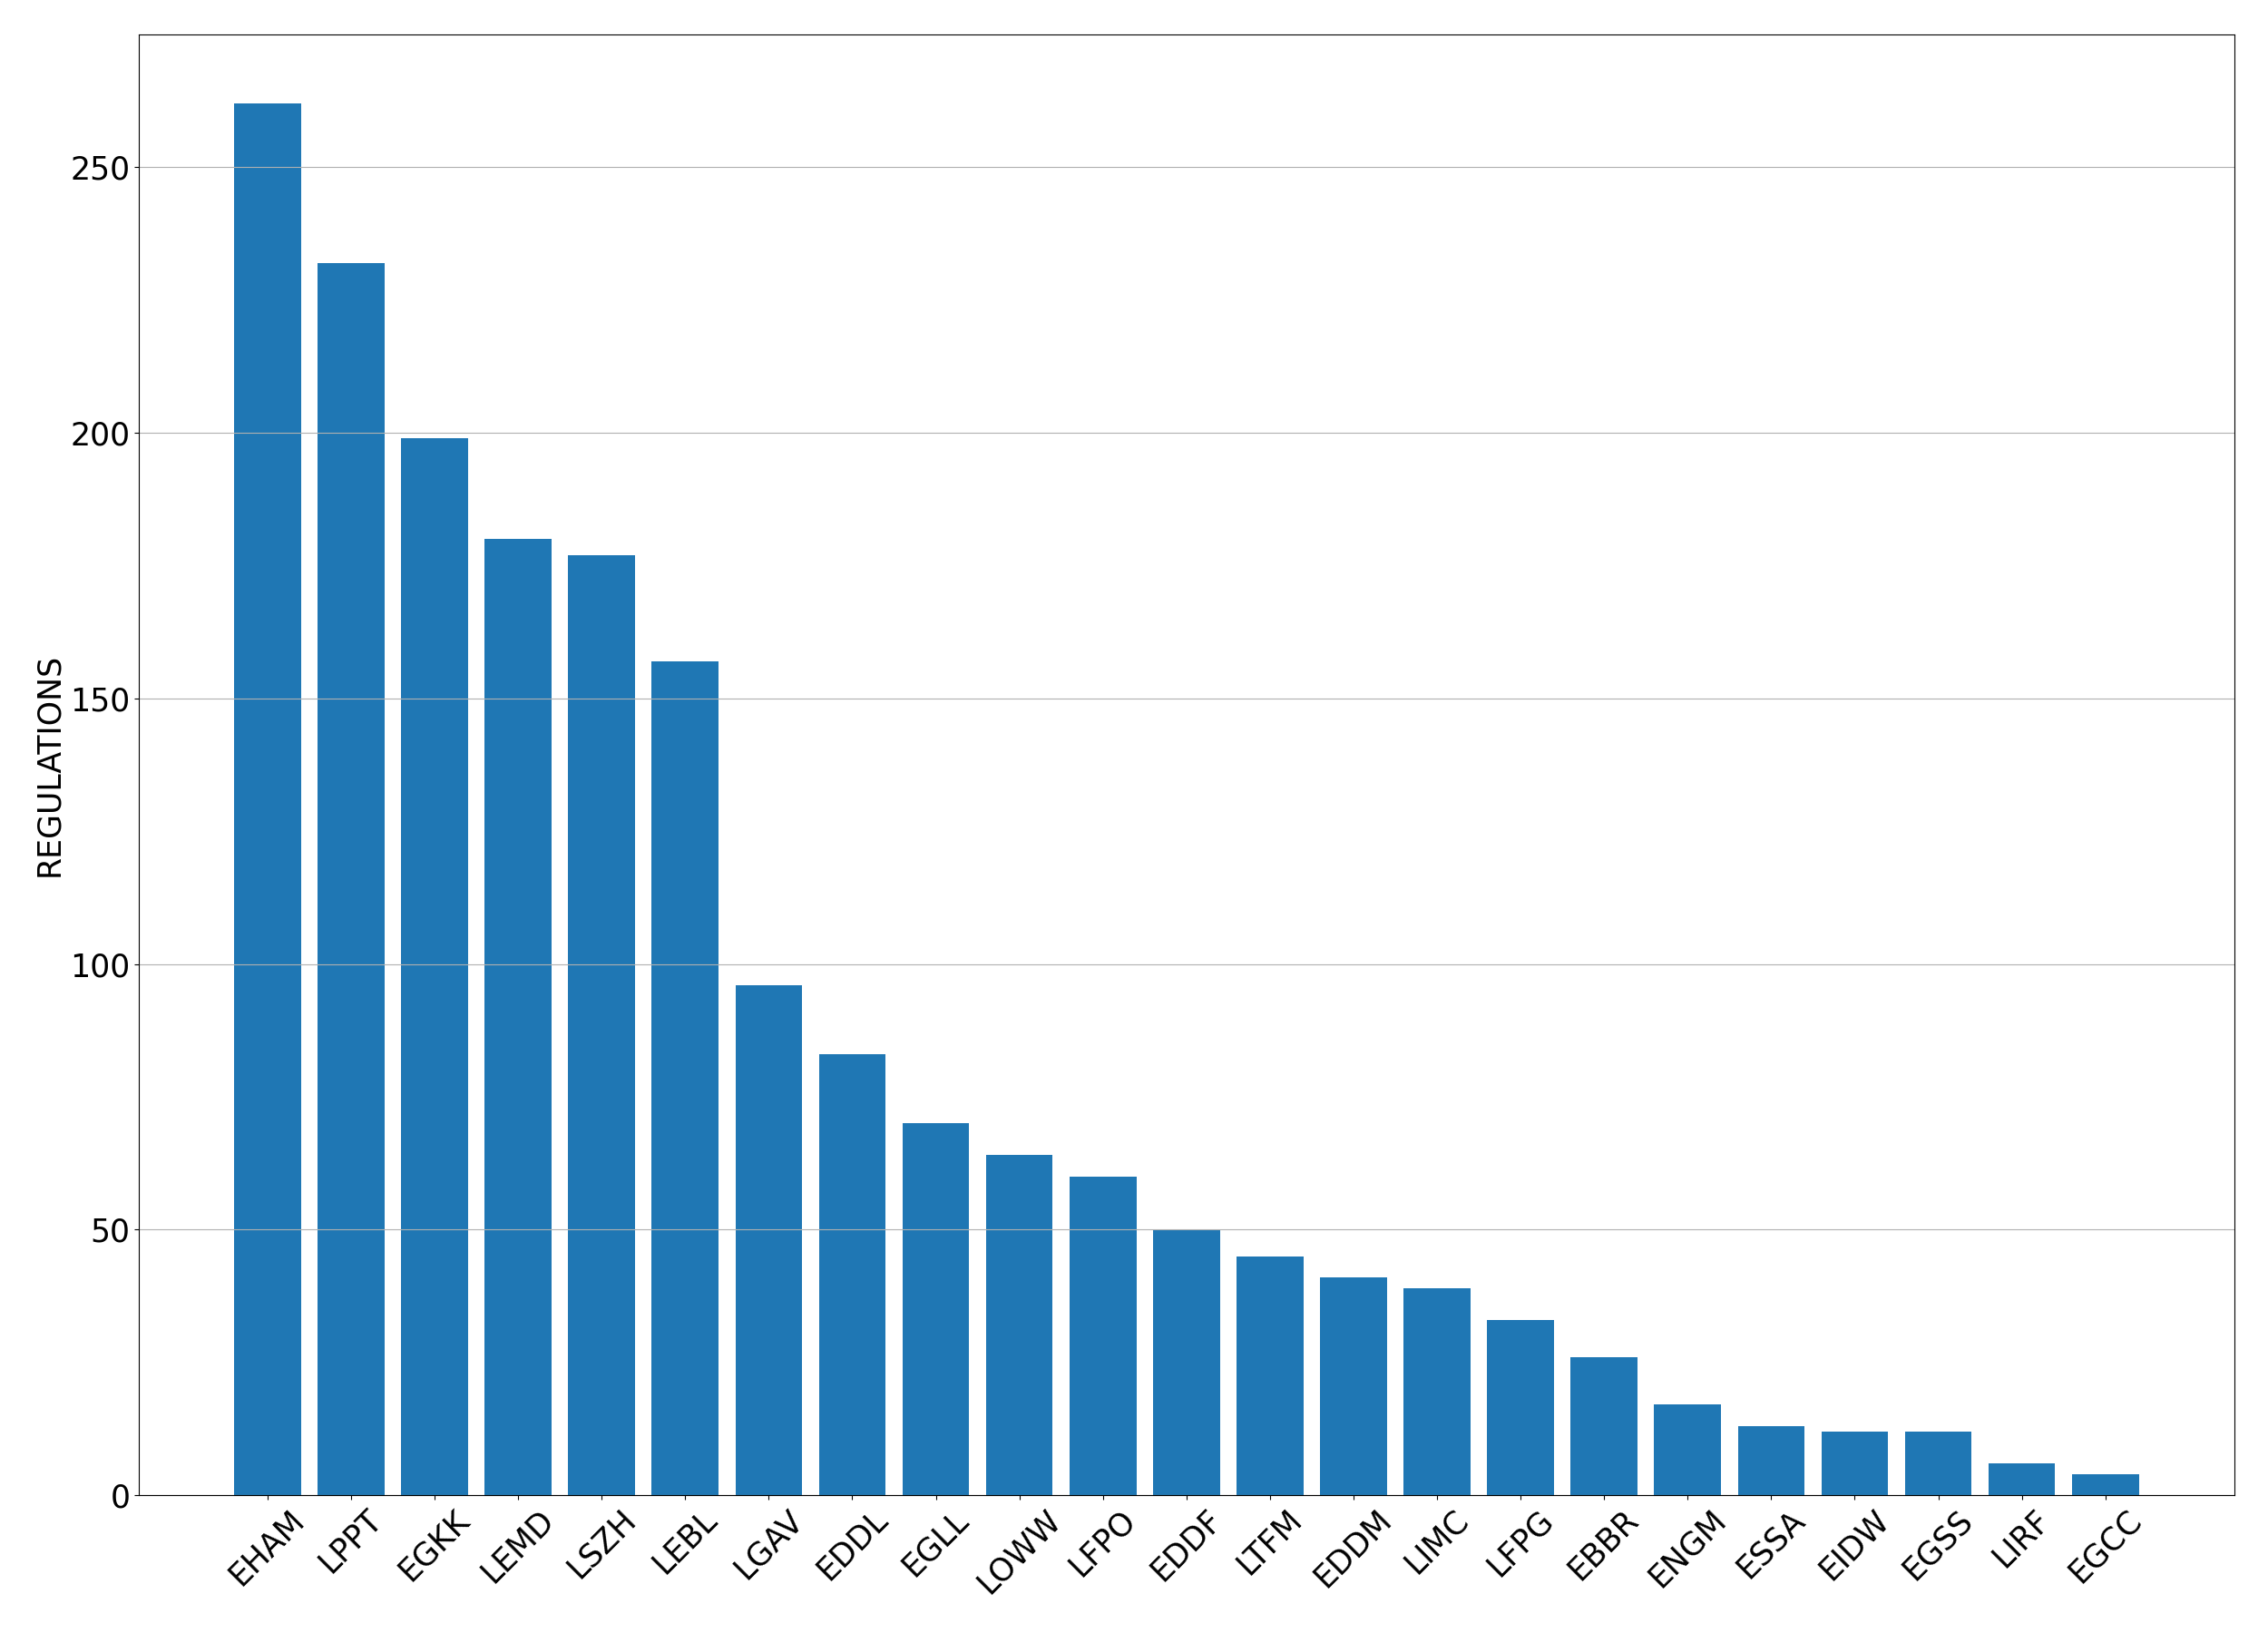 REGULATIONS
250
200
150
100
50
0
EHAM
LPPT
EGKK
LEMD
LSZH
LEBL
LGAV
EDDL
EGLL
LOWW
LFPO
EDDF
LTFM
EDDM
LIMC
LFPG
EBBR
ENGM
ESSA
EIDW
EGSS
LIRF
EGCC